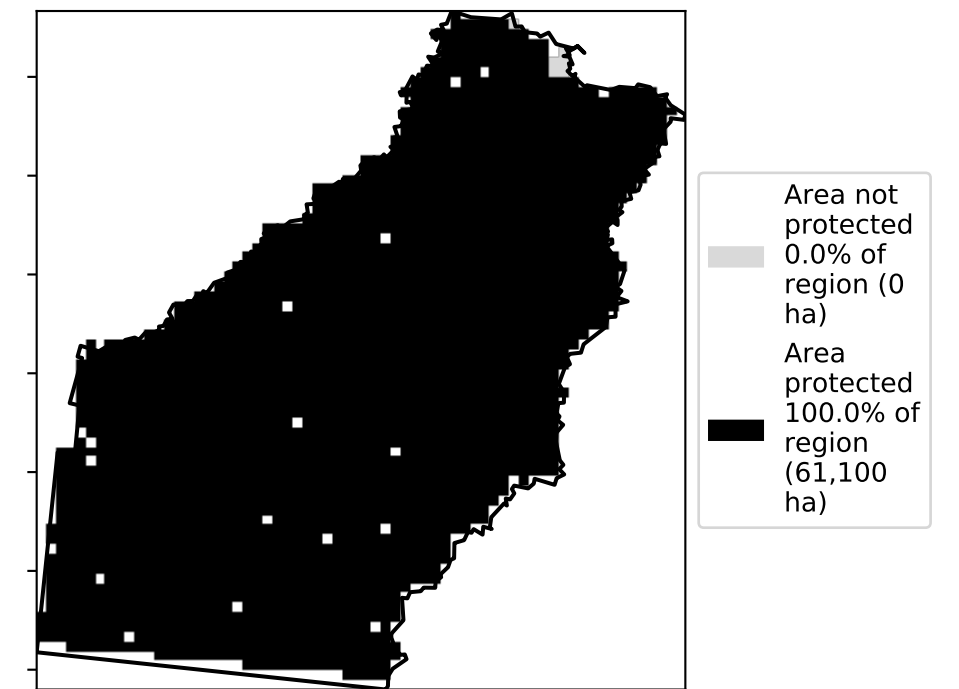 Area not
protected
0.0% of
region (0
ha)
Area
protected
100.0% of
region
(61,100
ha)